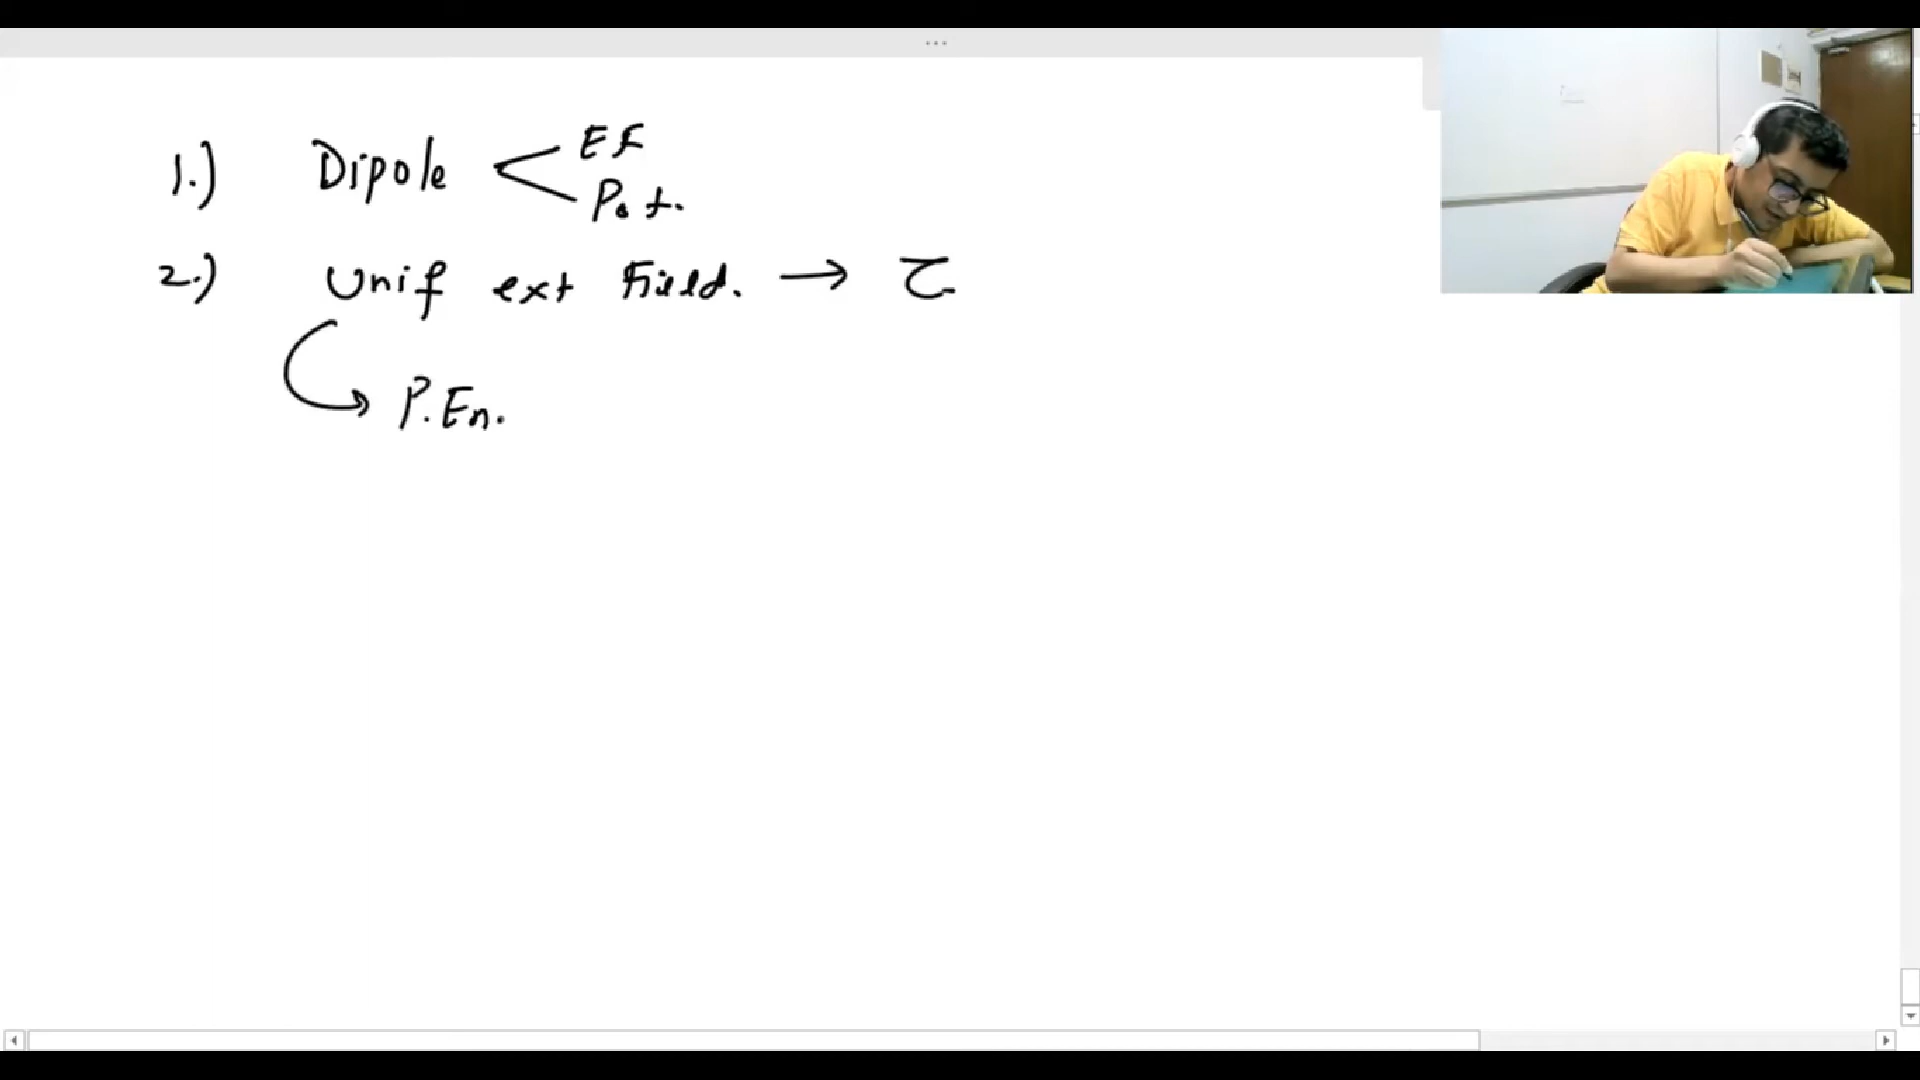 1.) Dipole < EF
Pot.
2.) Unif ext Field. → τ
P.En.